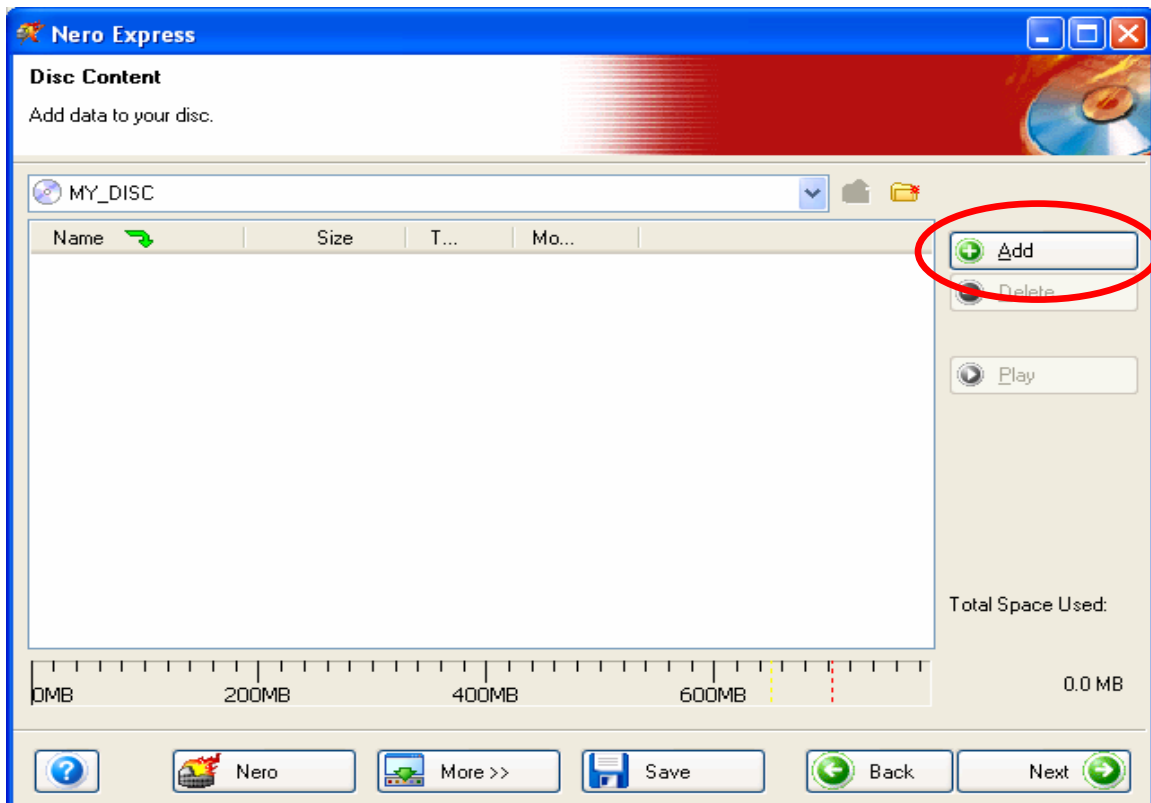 Nero Express
Disc Content
Add data to your disc.
MY_DISC
Name Size T... Mo...
Add
Delete
Play
Total Space Used:
0MB 200MB 400MB 600MB
0.0 MB
Nero More >> Save Back Next